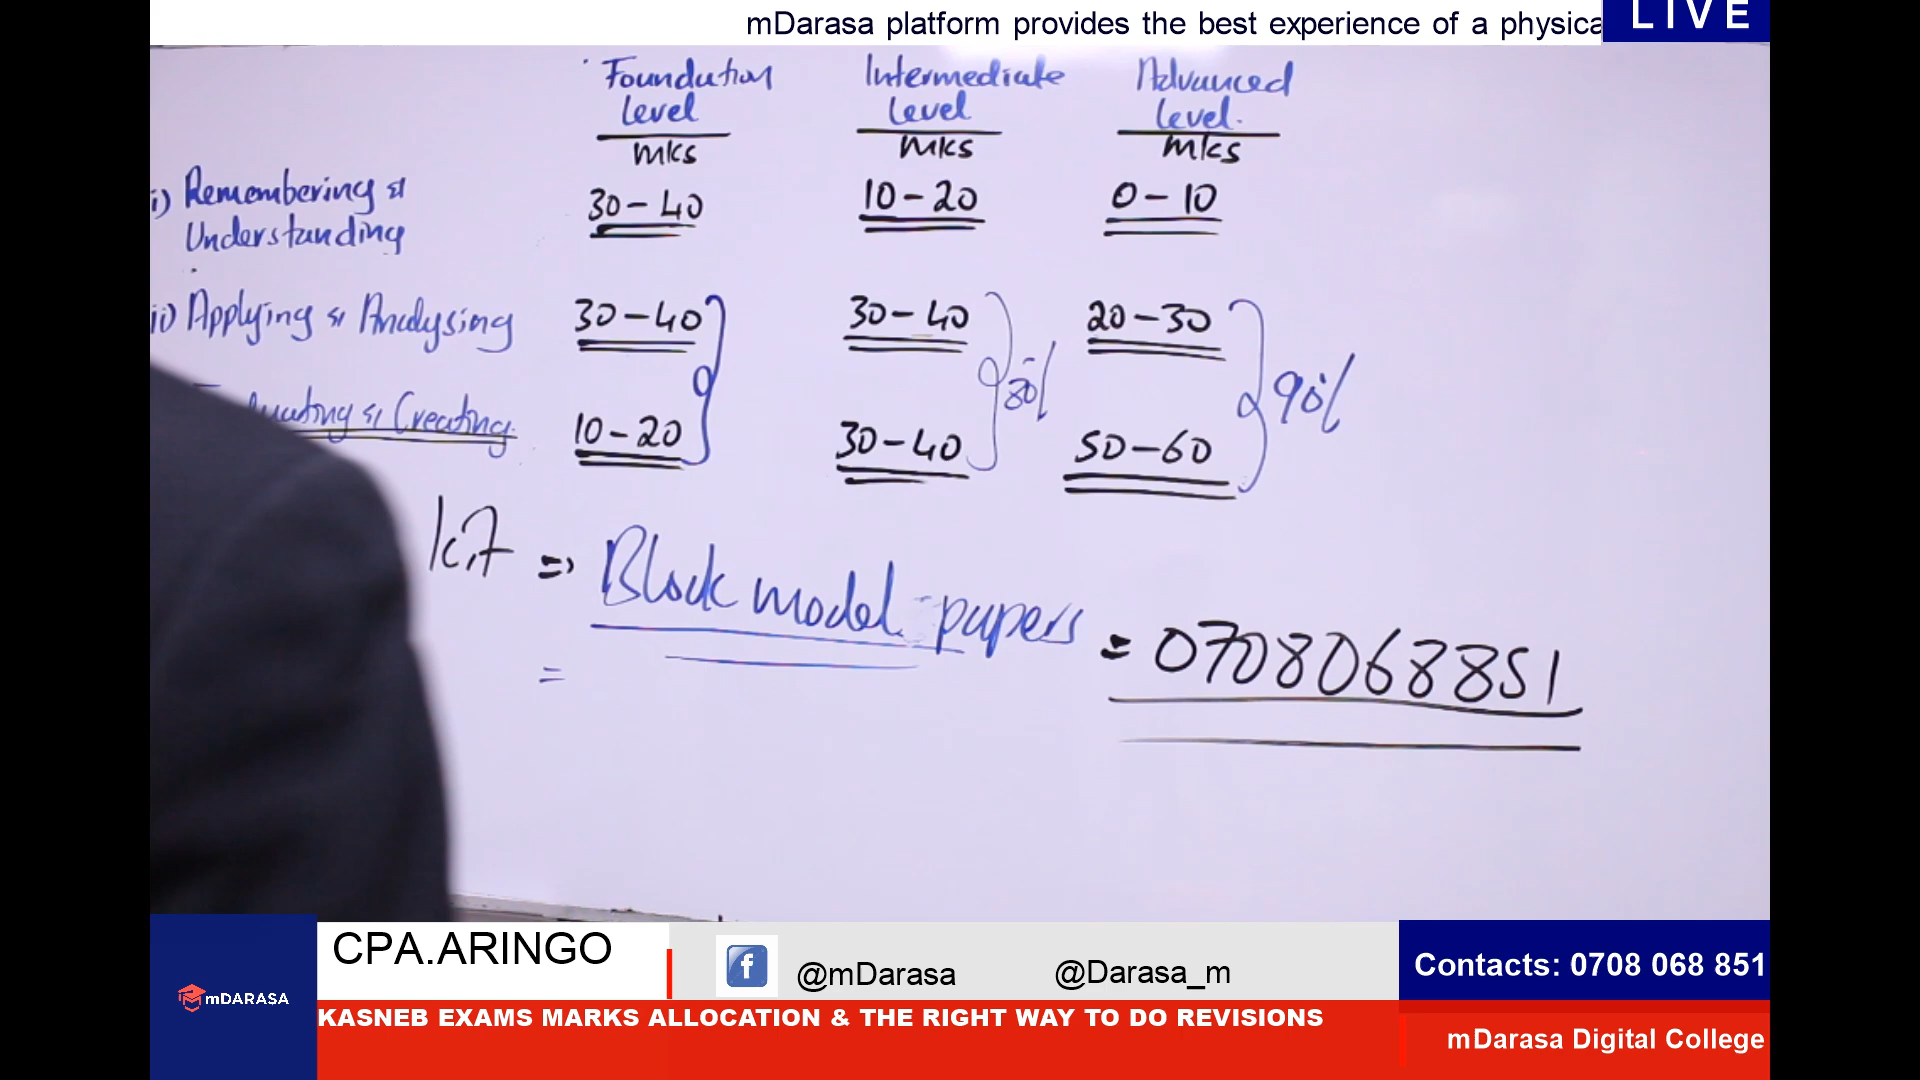 mDarasa platform provides the best experience of a physica
LIVE
Foundation Level
Intermediate Level
Advanced Level.
mks
mks
mks
i) Remembering & Understanding
30-40
10-20
0-10
ii) Applying & Analysing
30-40
30-40
20-30
& Creating
10-20
30-40
50-60
80%
90%
=> Block model papers = 0708068851
=
mDARASA
CPA.ARINGO
f
@mDarasa
@Darasa_m
Contacts: 0708 068 851
KASNEB EXAMS MARKS ALLOCATION & THE RIGHT WAY TO DO REVISIONS
mDarasa Digital College